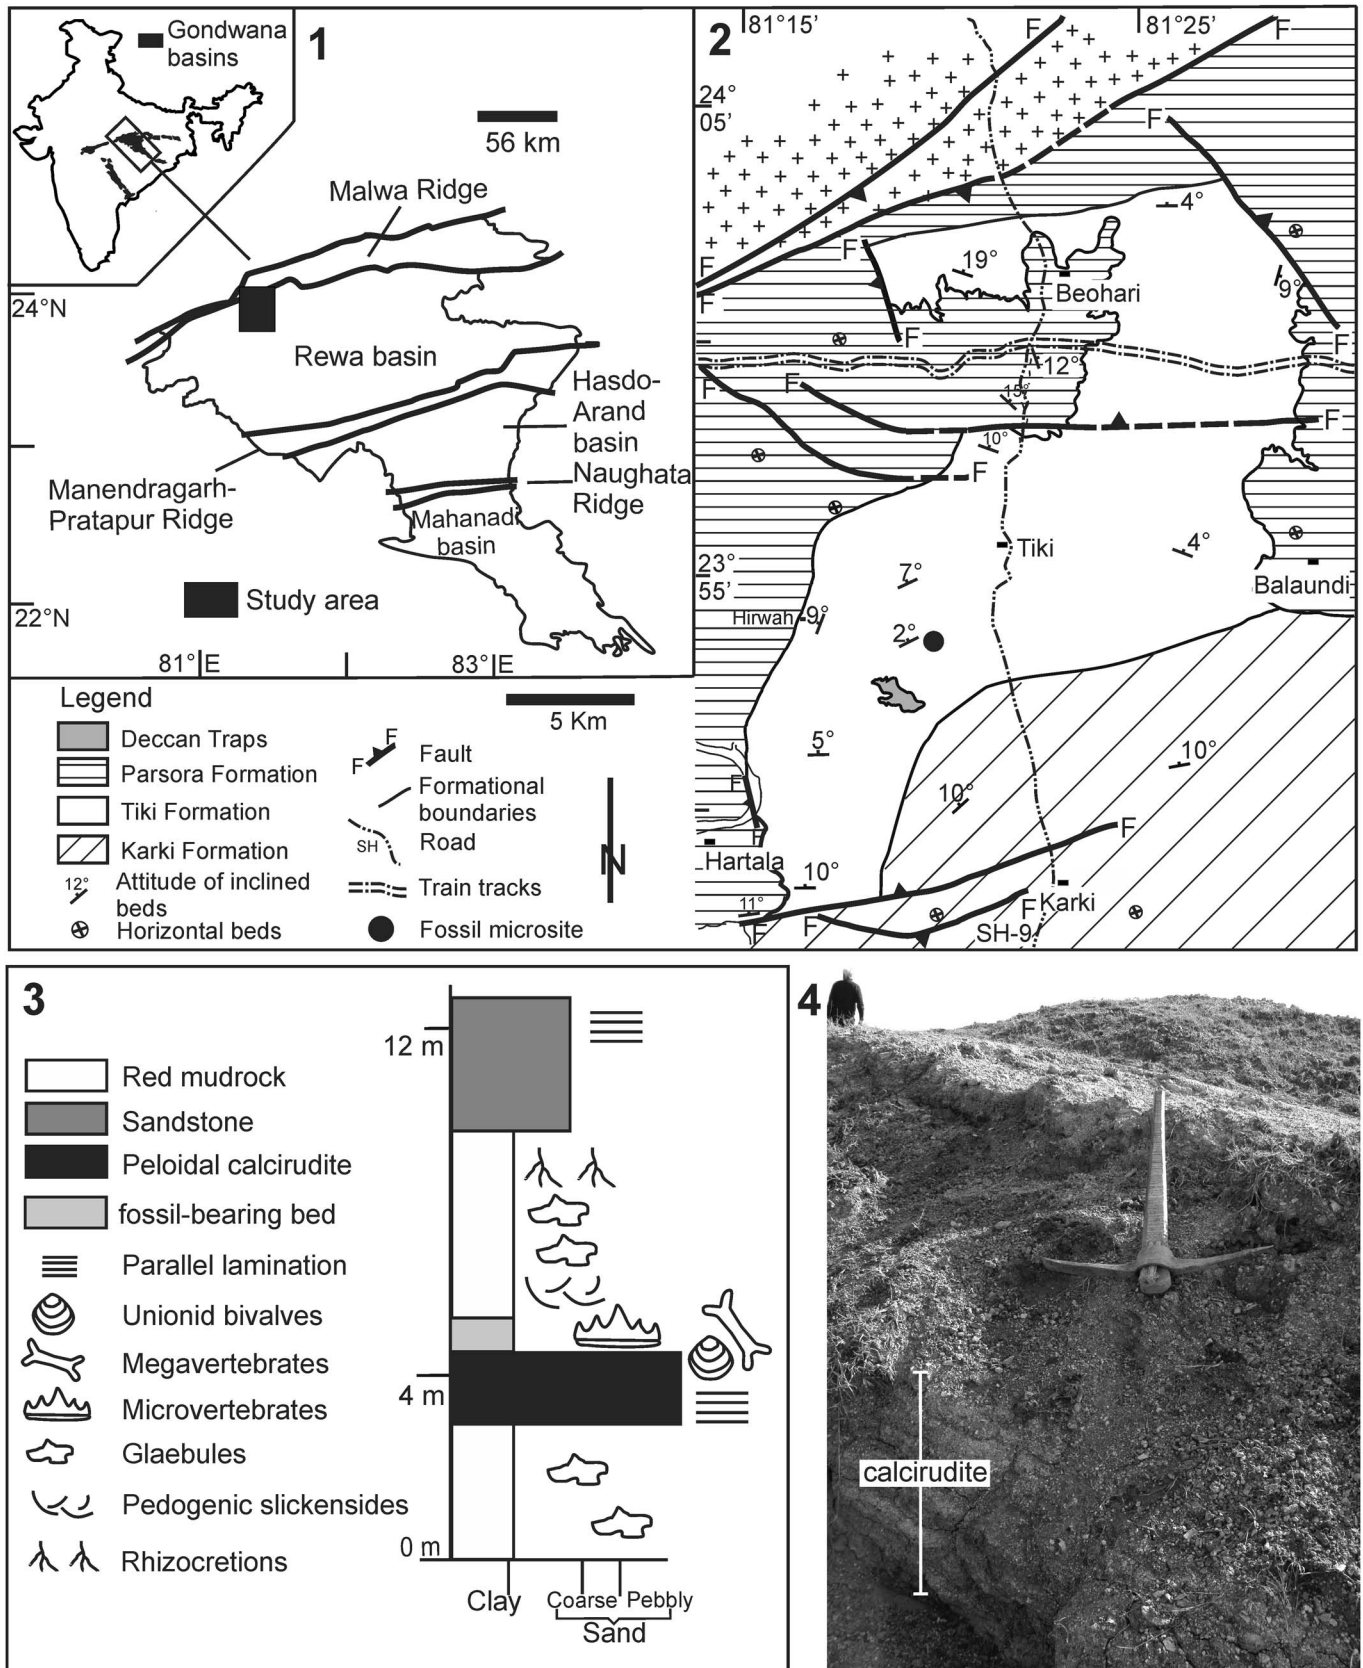 1
Gondwana
basins
56 km
Malwa Ridge
24°N
Rewa basin
Hasdo-
Arand
basin
Naughata
Ridge
Manendragarh-
Pratapur Ridge
Mahanadi
basin
Study area
22°N
81° E
83° E
Legend
5 Km
Deccan Traps
Parsora Formation
Tiki Formation
Karki Formation
12°
Attitude of inclined
beds
Horizontal beds
F
F
Fault
Formational
boundaries
SH
Road
Train tracks
Fossil microsite
N
2
81°15'
81°25'
F
F
24°
05'
F
4°
F
F
F
19°
Beohari
9°
F
F
12°
F
F
15°
F
10°
F
Tiki
4°
23°
55'
7°
Balaundi
Hirwah
9°
2°
5°
10°
F
10°
F
F
Hartala
10°
11°
F
F
F
Karki
SH-9
3
12 m
Red mudrock
Sandstone
Peloidal calcirudite
fossil-bearing bed
Parallel lamination
Unionid bivalves
Megavertebrates
4 m
Microvertebrates
Glaebules
Pedogenic slickensides
0 m
Rhizocretions
Clay
Coarse
Pebbly
Sand
4
calcirudite